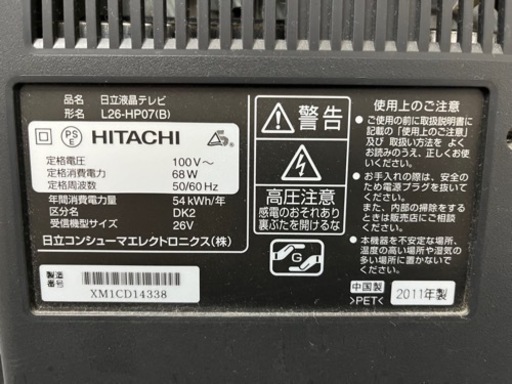 品名 日立液晶テレビ
形名 L26-HP07(B)
PS
E
HITACHI
定格電圧 100V～
定格消費電力 68W
定格周波数 50/60Hz
年間消費電力量 54kWh/年
区分名 DK2
受信機型サイズ 26V
日立コンシューマエレクトロニクス(株)
製造
番号
XM1CD14338
警告
高圧注意
感電のおそれあり
裏ぶたを開けるな
G
使用上のご注意
●ご使用の前に取扱説明書に
記載の「使用上のご注意」
及び「取扱い方法」を よく
お読みのうえ、正しくお使
いください。
●お手入れの際は、安全の
ため電源プラグを抜いて
ください。
また、内部の掃除をする
ときは販売店にご相談
ください。
●本機器を不安定な場所、
温度の高い場所や湿気の
多い場所に置かないで
ください。
中国製
>PET<
2011年製